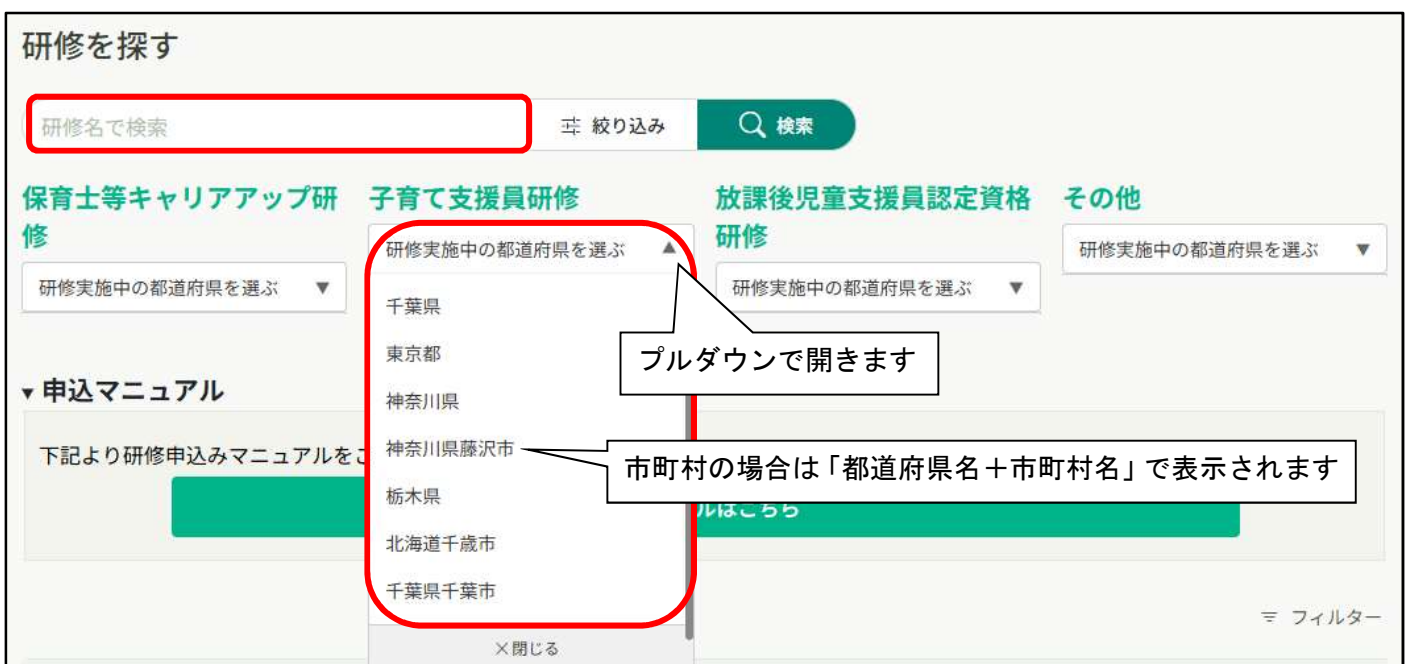 研修を探す
研修名で検索
絞り込み
検索
保育士等キャリアアップ研
修
研修実施中の都道府県を選ぶ ▼
子育て支援員研修
研修実施中の都道府県を選ぶ ▲
千葉県
東京都
神奈川県
神奈川県藤沢市
栃木県
北海道千歳市
千葉県千葉市
×閉じる
放課後児童支援員認定資格
研修
研修実施中の都道府県を選ぶ ▼
その他
研修実施中の都道府県を選ぶ ▼
プルダウンで開きます
市町村の場合は「都道府県名＋市町村名」で表示されます
▼申込マニュアル
下記より研修申込みマニュアルをご
ルはこちら
フィルター